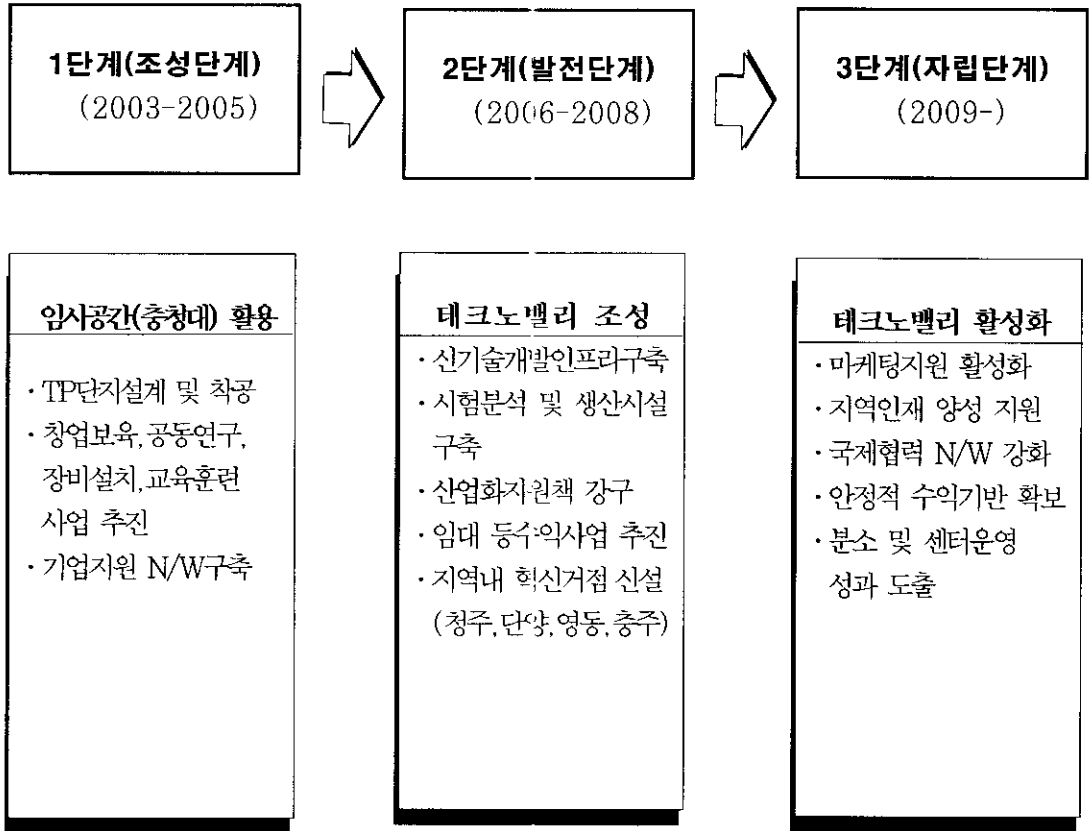 1단계(조성단계)
(2003-2005)
2단계(발전단계)
(2006-2008)
3단계(자립단계)
(2009-)
임시공간(충청대) 활용
· TP단지설계 및 착공
· 창업보육, 공동연구,
장비설치, 교육훈련
사업 추진
· 기업지원 N/W구축
테크노밸리 조성
· 신기술개발인프라구축
· 시험분석 및 생산시설
구축
· 산업화지원책 강구
· 임대 등수익사업 추진
· 지역내 혁신거점 신설
(청주, 단양, 영동, 충주)
테크노밸리 활성화
· 마케팅지원 활성화
· 지역인재 양성 지원
· 국제협력 N/W 강화
· 안정적 수익기반 확보
· 분소 및 센터운영
성과 도출